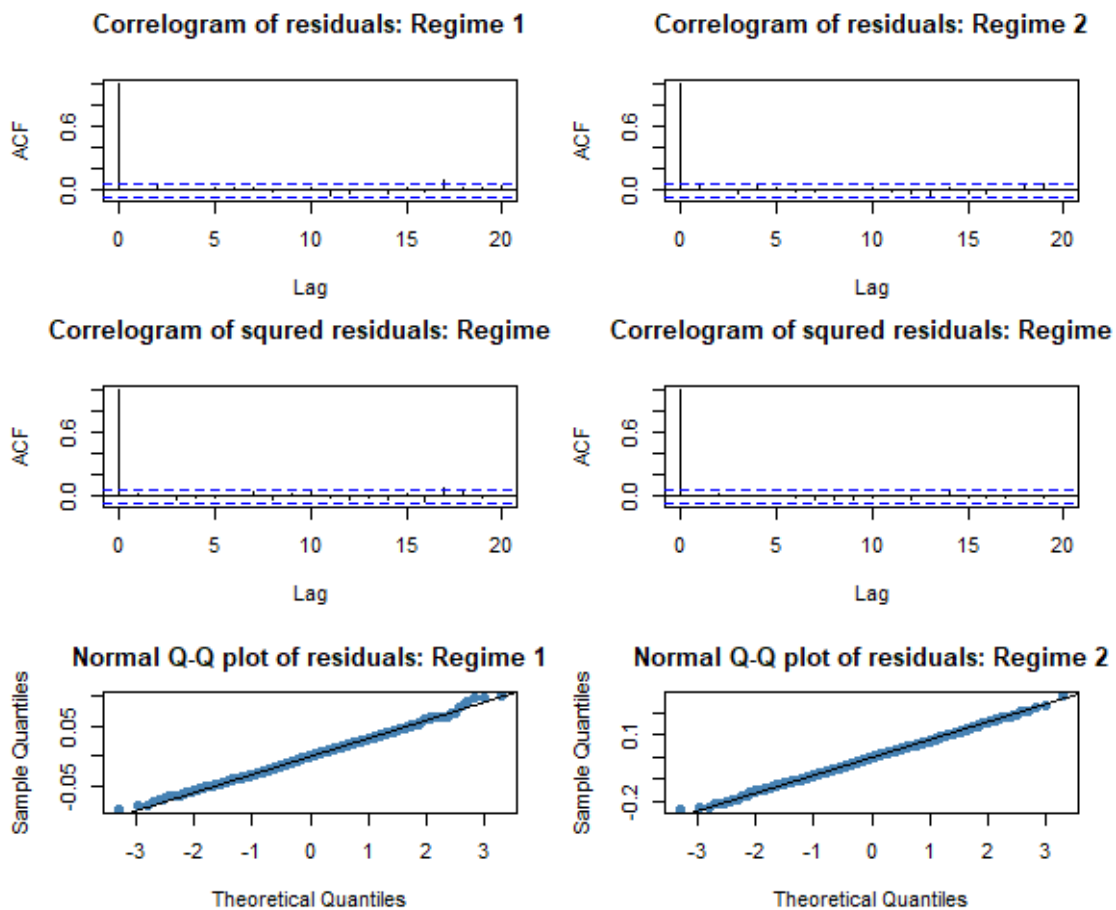 Correlogram of residuals: Regime 1
ACF
0.0 0.6
0 5 10 15 20
Lag
Correlogram of residuals: Regime 2
ACF
0.0 0.6
0 5 10 15 20
Lag
Correlogram of squred residuals: Regime
ACF
0.0 0.6
0 5 10 15 20
Lag
Correlogram of squred residuals: Regime
ACF
0.0 0.6
0 5 10 15 20
Lag
Normal Q-Q plot of residuals: Regime 1
Sample Quantiles
-0.05 0.05
-3 -2 -1 0 1 2 3
Theoretical Quantiles
Normal Q-Q plot of residuals: Regime 2
Sample Quantiles
-0.2 0.1
-3 -2 -1 0 1 2 3
Theoretical Quantiles